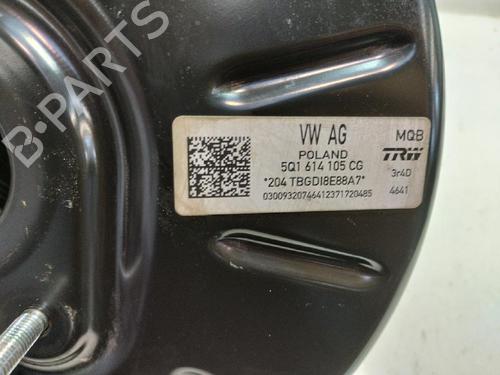 B-PARTS
VW AG
MQB
POLAND
TRW
5Q1 614 105 CG
3r4D
*204 TBGDI8E88A7*
4641
03009320746412371720485